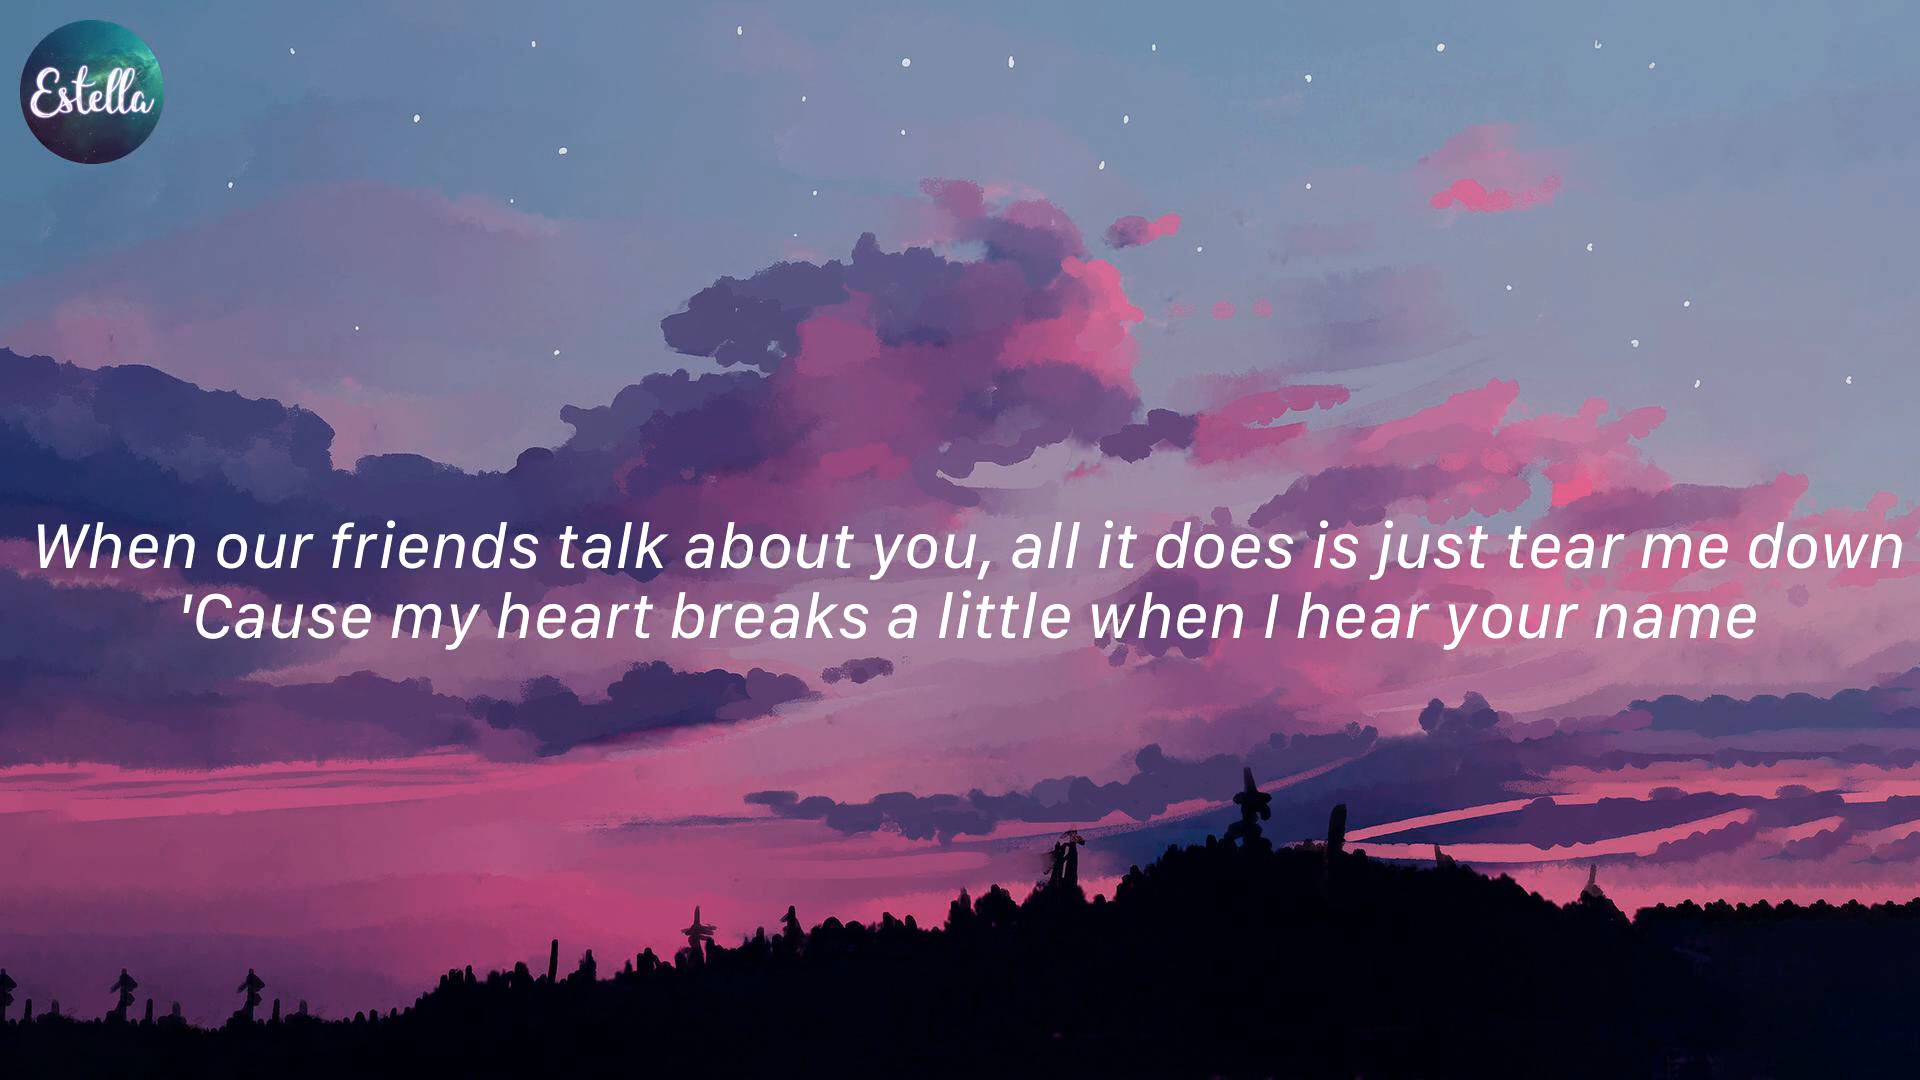 Estella
When our friends talk about you, all it does is just tear me down
'Cause my heart breaks a little when I hear your name